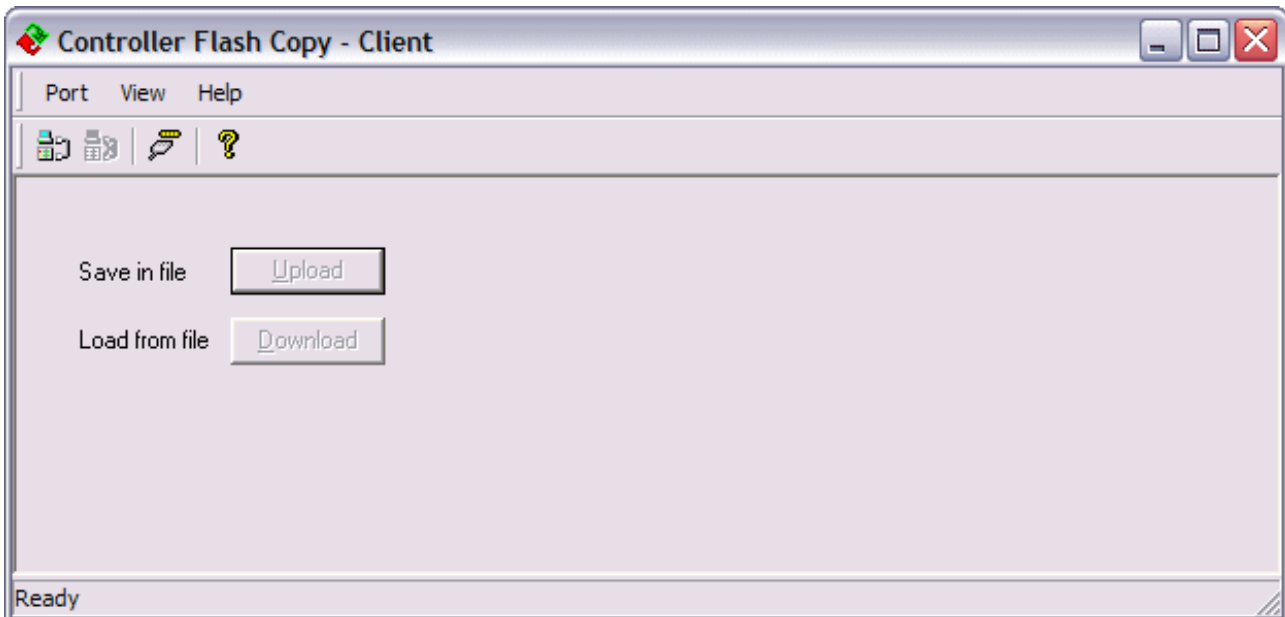 Controller Flash Copy - Client
Port View Help
Save in file Upload
Load from file Download
Ready